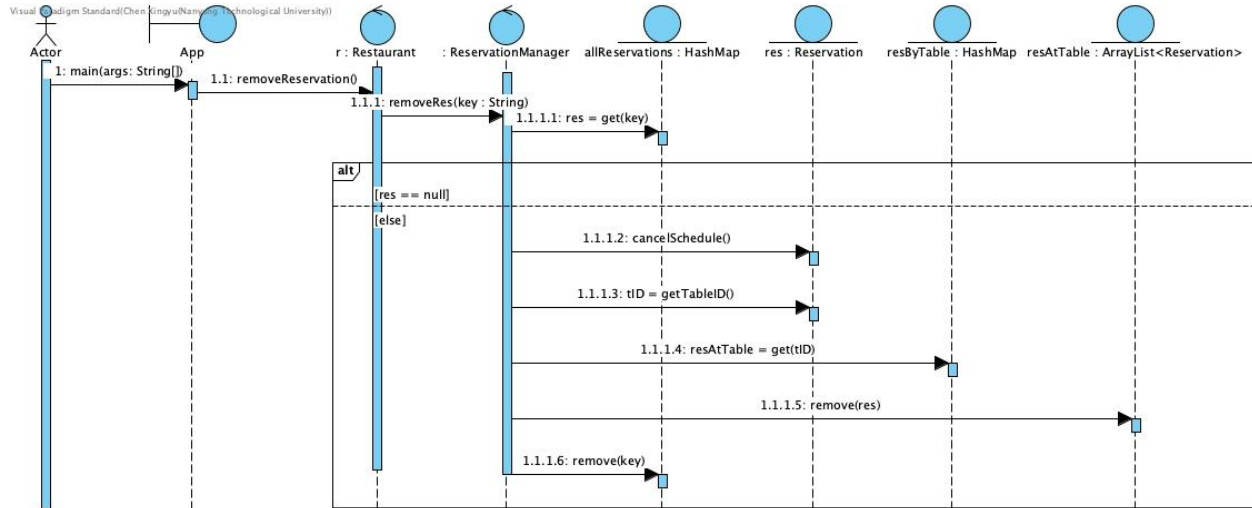 Visual Paradigm Standard(Chen Xingyu(Nanyang Technological University))
Actor
App
r : Restaurant
: ReservationManager
allReservations : HashMap
res : Reservation
resByTable : HashMap
resAtTable : ArrayList<Reservation>
1: main(args: String[])
1.1: removeReservation()
1.1.1: removeRes(key : String)
1.1.1.1: res = get(key)
alt
[res == null]
[else]
1.1.1.2: cancelSchedule()
1.1.1.3: tID = getTableID()
1.1.1.4: resAtTable = get(tID)
1.1.1.5: remove(res)
1.1.1.6: remove(key)